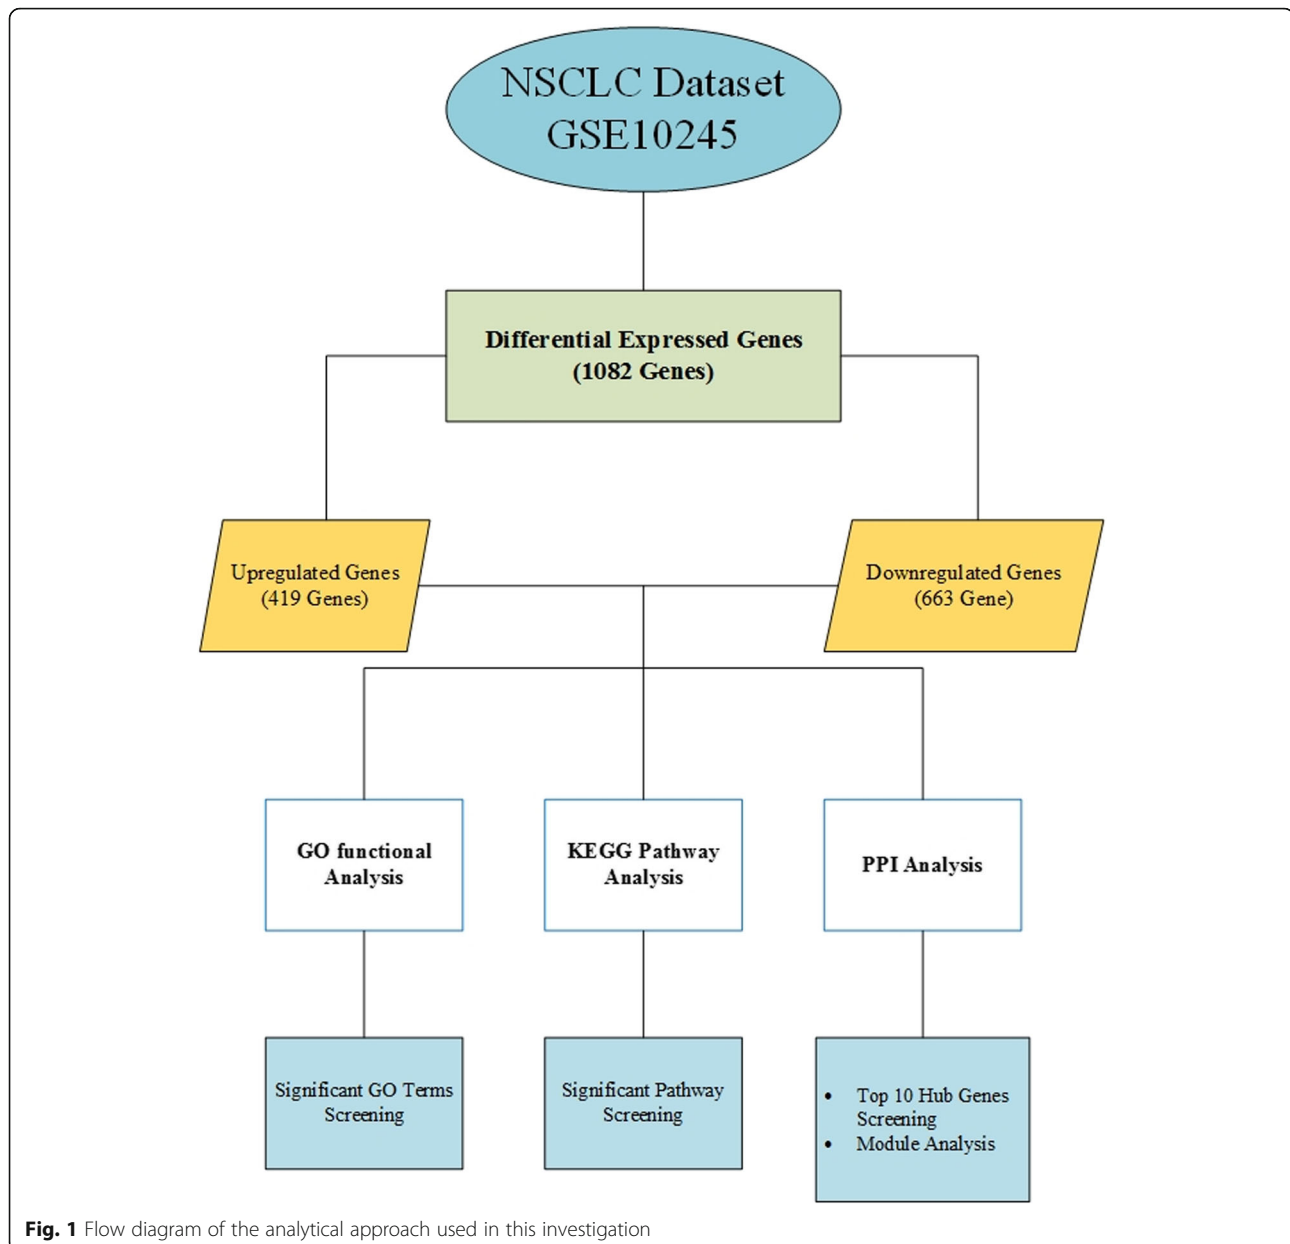 NSCLC Dataset
GSE10245
Differential Expressed Genes
(1082 Genes)
Upregulated Genes
(419 Genes)
Downregulated Genes
(663 Gene)
GO functional
Analysis
KEGG Pathway
Analysis
PPI Analysis
Significant GO Terms
Screening
Significant Pathway
Screening
• Top 10 Hub Genes
Screening
• Module Analysis
Fig. 1 Flow diagram of the analytical approach used in this investigation